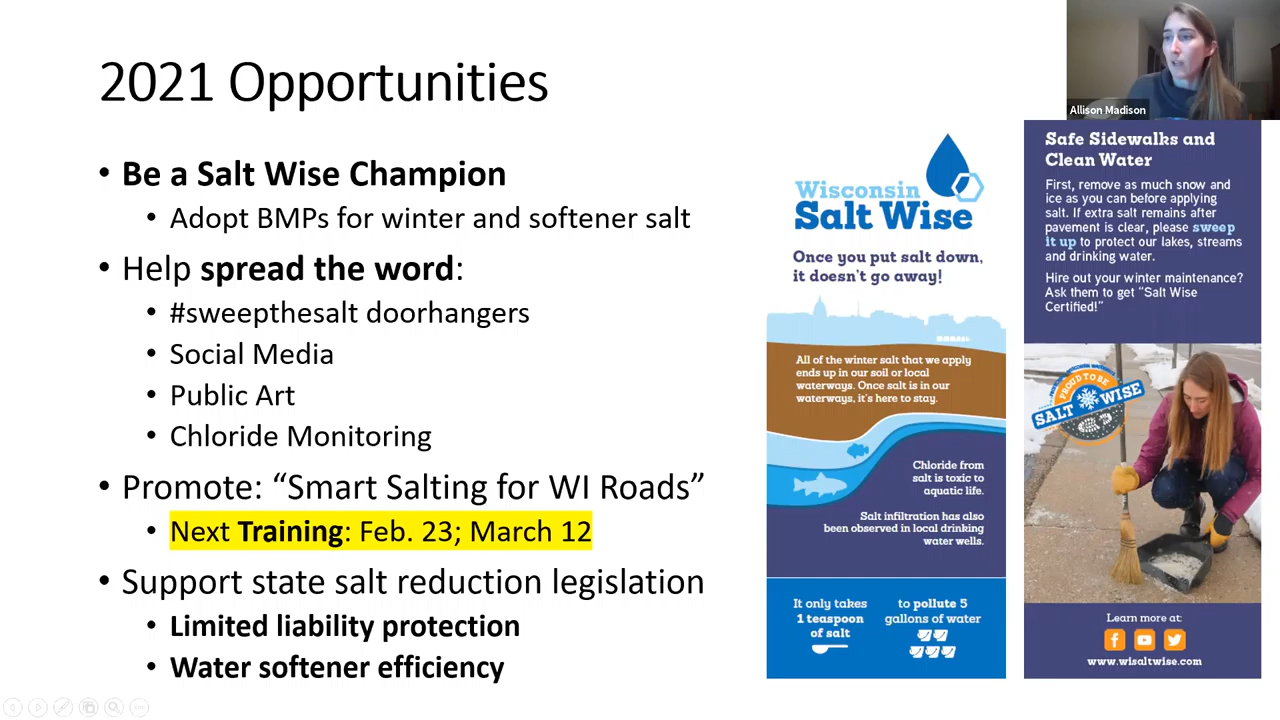 2021 Opportunities
• Be a Salt Wise Champion
• Adopt BMPs for winter and softener salt
• Help spread the word:
• #sweepthesalt doorhangers
• Social Media
• Public Art
• Chloride Monitoring
• Promote: “Smart Salting for WI Roads”
• Next Training: Feb. 23; March 12
• Support state salt reduction legislation
• Limited liability protection
• Water softener efficiency
Wisconsin
Salt Wise
Once you put salt down,
it doesn't go away!
All of the winter salt that we apply
ends up in our soil or local
waterways. Once salt is in our
waterways, it's here to stay.
Chloride from
salt is toxic to
aquatic life.
Salt infiltration has also
been observed in local drinking
water wells.
It only takes
1 teaspoon
of salt
to pollute 5
gallons of water
Allison Madison
Safe Sidewalks and
Clean Water
First, remove as much snow and
ice as you can before applying
salt. If extra salt remains after
pavement is clear, please sweep
it up to protect our lakes, streams
and drinking water.
Hire out your winter maintenance?
Ask them to get “Salt Wise
Certified!”
PROUD TO BE
SALT WISE
Learn more at:
www.wisaltwise.com